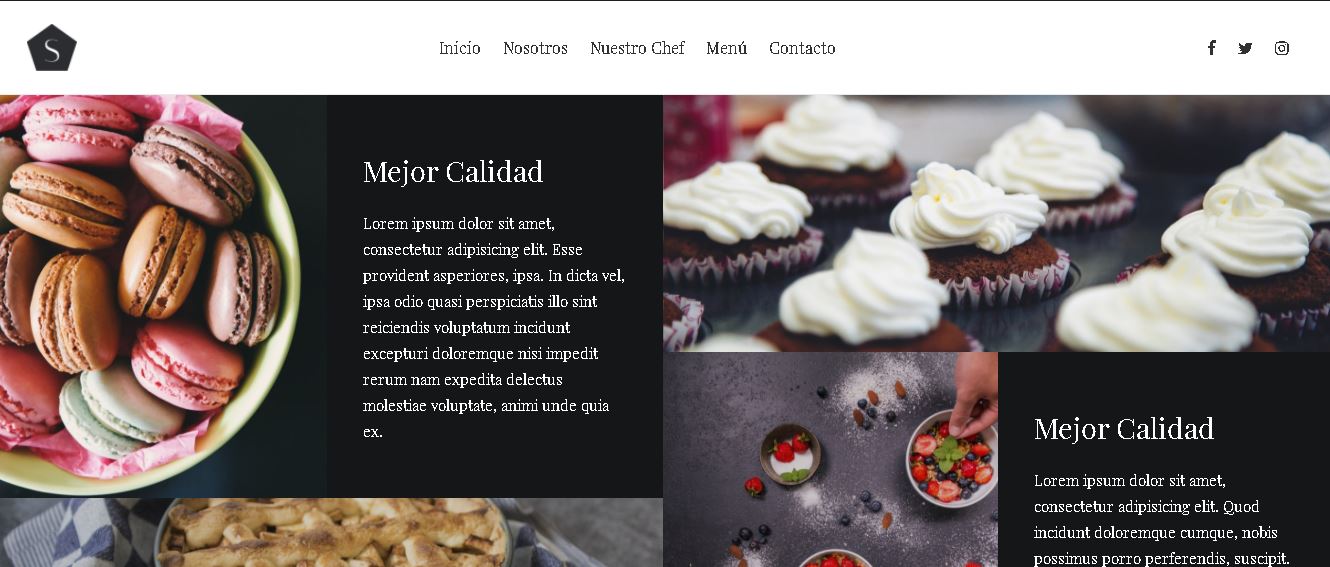 S
Inicio Nosotros Nuestro Chef Menú Contacto
Mejor Calidad
Lorem ipsum dolor sit amet,
consectetur adipisicing elit. Esse
provident asperiores, ipsa. In dicta vel,
ipsa odio quasi perspiciatis illo sint
reiciendis voluptatum incidunt
excepturi doloremque nisi impedit
rerum nam expedita delectus
molestiae voluptate, animi unde quia
ex.
Mejor Calidad
Lorem ipsum dolor sit amet,
consectetur adipisicing elit. Quod
incidunt doloremque cumque, nobis
possimus porro perferendis, suscipit.